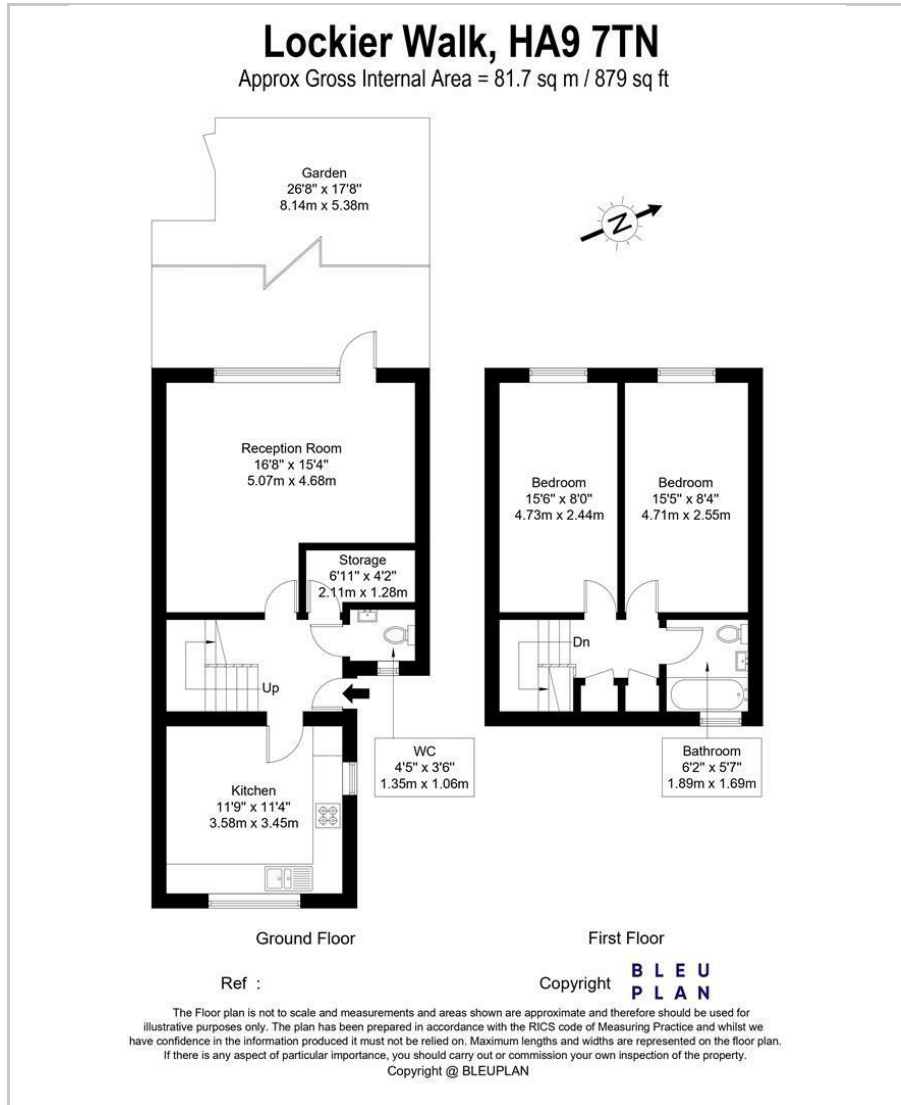 Lockier Walk, HA9 7TN
Approx Gross Internal Area = 81.7 sq m / 879 sq ft
Garden
26'8" x 17'8"
8.14m x 5.38m
N
Reception Room
16'8" x 15'4"
5.07m x 4.68m
Bedroom
15'6" x 8'0"
4.73m x 2.44m
Bedroom
15'5" x 8'4"
4.71m x 2.55m
Storage
6'11" x 4'2"
2.11m x 1.28m
Up
Dn
WC
4'5" x 3'6"
1.35m x 1.06m
Bathroom
6'2" x 5'7"
1.89m x 1.69m
Kitchen
11'9" x 11'4"
3.58m x 3.45m
Ground Floor
First Floor
Ref :
Copyright
BLEU
PLAN
The Floor plan is not to scale and measurements and areas shown are approximate and therefore should be used for
illustrative purposes only. The plan has been prepared in accordance with the RICS code of Measuring Practice and whilst we
have confidence in the information produced it must not be relied on. Maximum lengths and widths are represented on the floor plan.
If there is any aspect of particular importance, you should carry out or commission your own inspection of the property.
Copyright @ BLEUPLAN